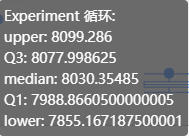 Experiment 循环:
upper: 8099.286
Q3: 8077.998625
median: 8030.35485
Q1: 7988.8660500000005
lower: 7855.167187500001